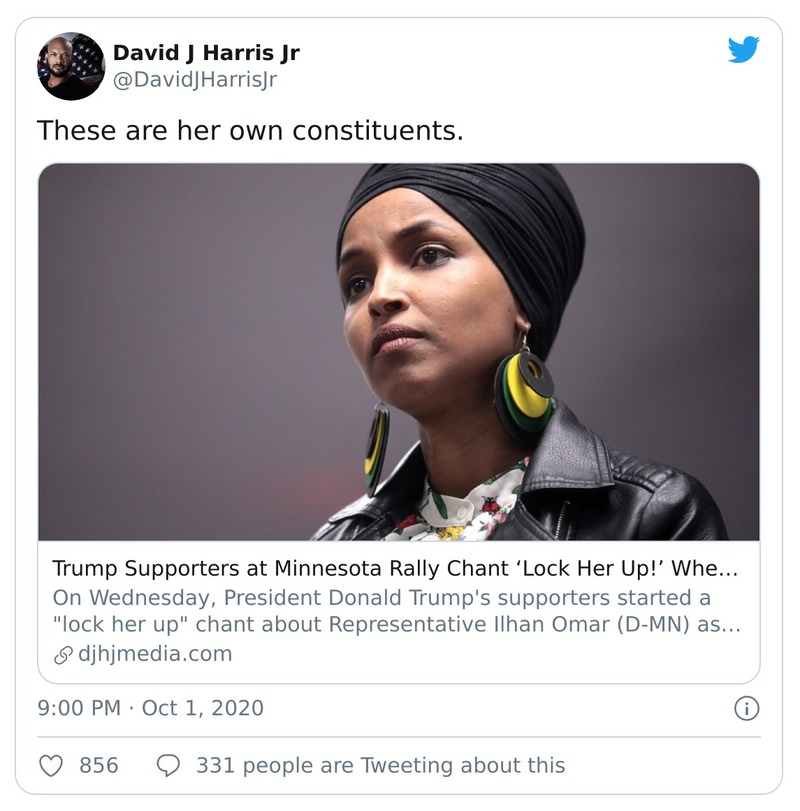 David J Harris Jr
@DavidJHarrisJr
These are her own constituents.
Trump Supporters at Minnesota Rally Chant ‘Lock Her Up!’ Whe...
On Wednesday, President Donald Trump's supporters started a
"lock her up" chant about Representative Ilhan Omar (D-MN) as...
djhjmedia.com
9:00 PM · Oct 1, 2020
856
331 people are Tweeting about this